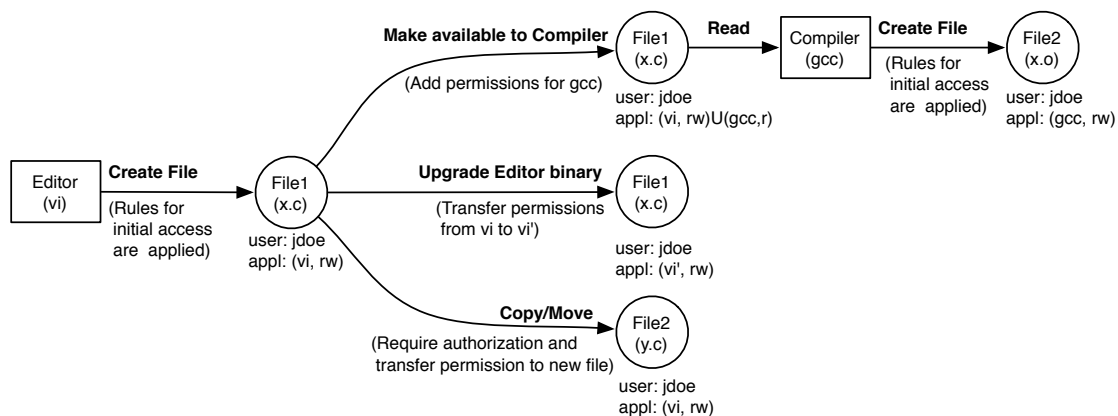 Editor
(vi)
Create File
(Rules for
initial access
are applied)
File1
(x.c)
user: jdoe
appl: (vi, rw)
Make available to Compiler
(Add permissions for gcc)
File1
(x.c)
user: jdoe
appl: (vi, rw)U(gcc,r)
Read
Compiler
(gcc)
Create File
(Rules for
initial access
are applied)
File2
(x.o)
user: jdoe
appl: (gcc, rw)
Upgrade Editor binary
(Transfer permissions
from vi to vi')
File1
(x.c)
user: jdoe
appl: (vi', rw)
Copy/Move
(Require authorization and
transfer permission to new file)
File2
(y.c)
user: jdoe
appl: (vi, rw)